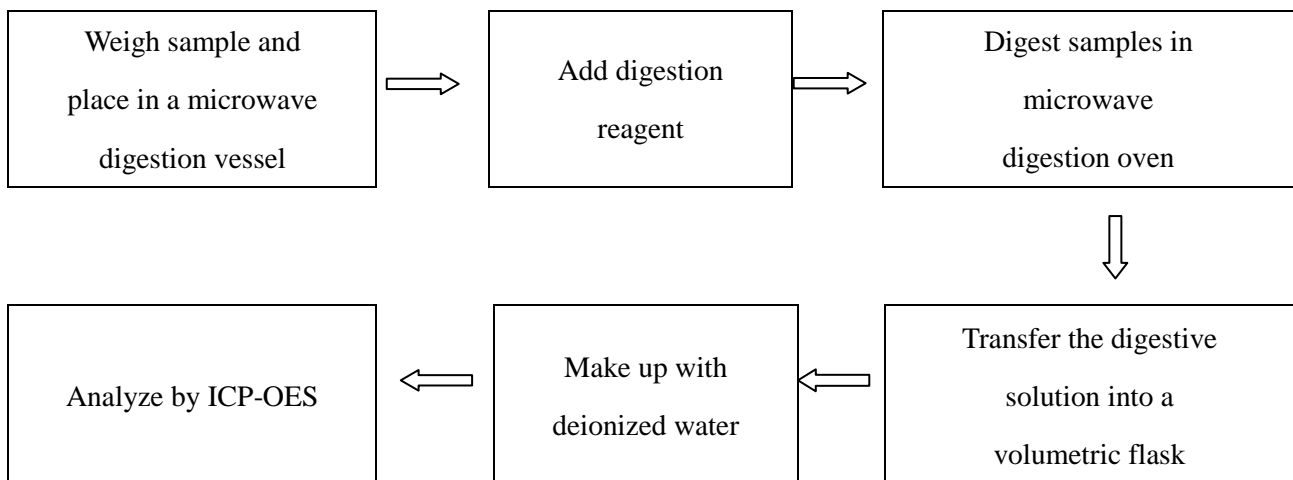 Weigh sample and
place in a microwave
digestion vessel
Add digestion
reagent
Digest samples in
microwave
digestion oven
Transfer the digestive
solution into a
volumetric flask
Make up with
deionized water
Analyze by ICP-OES